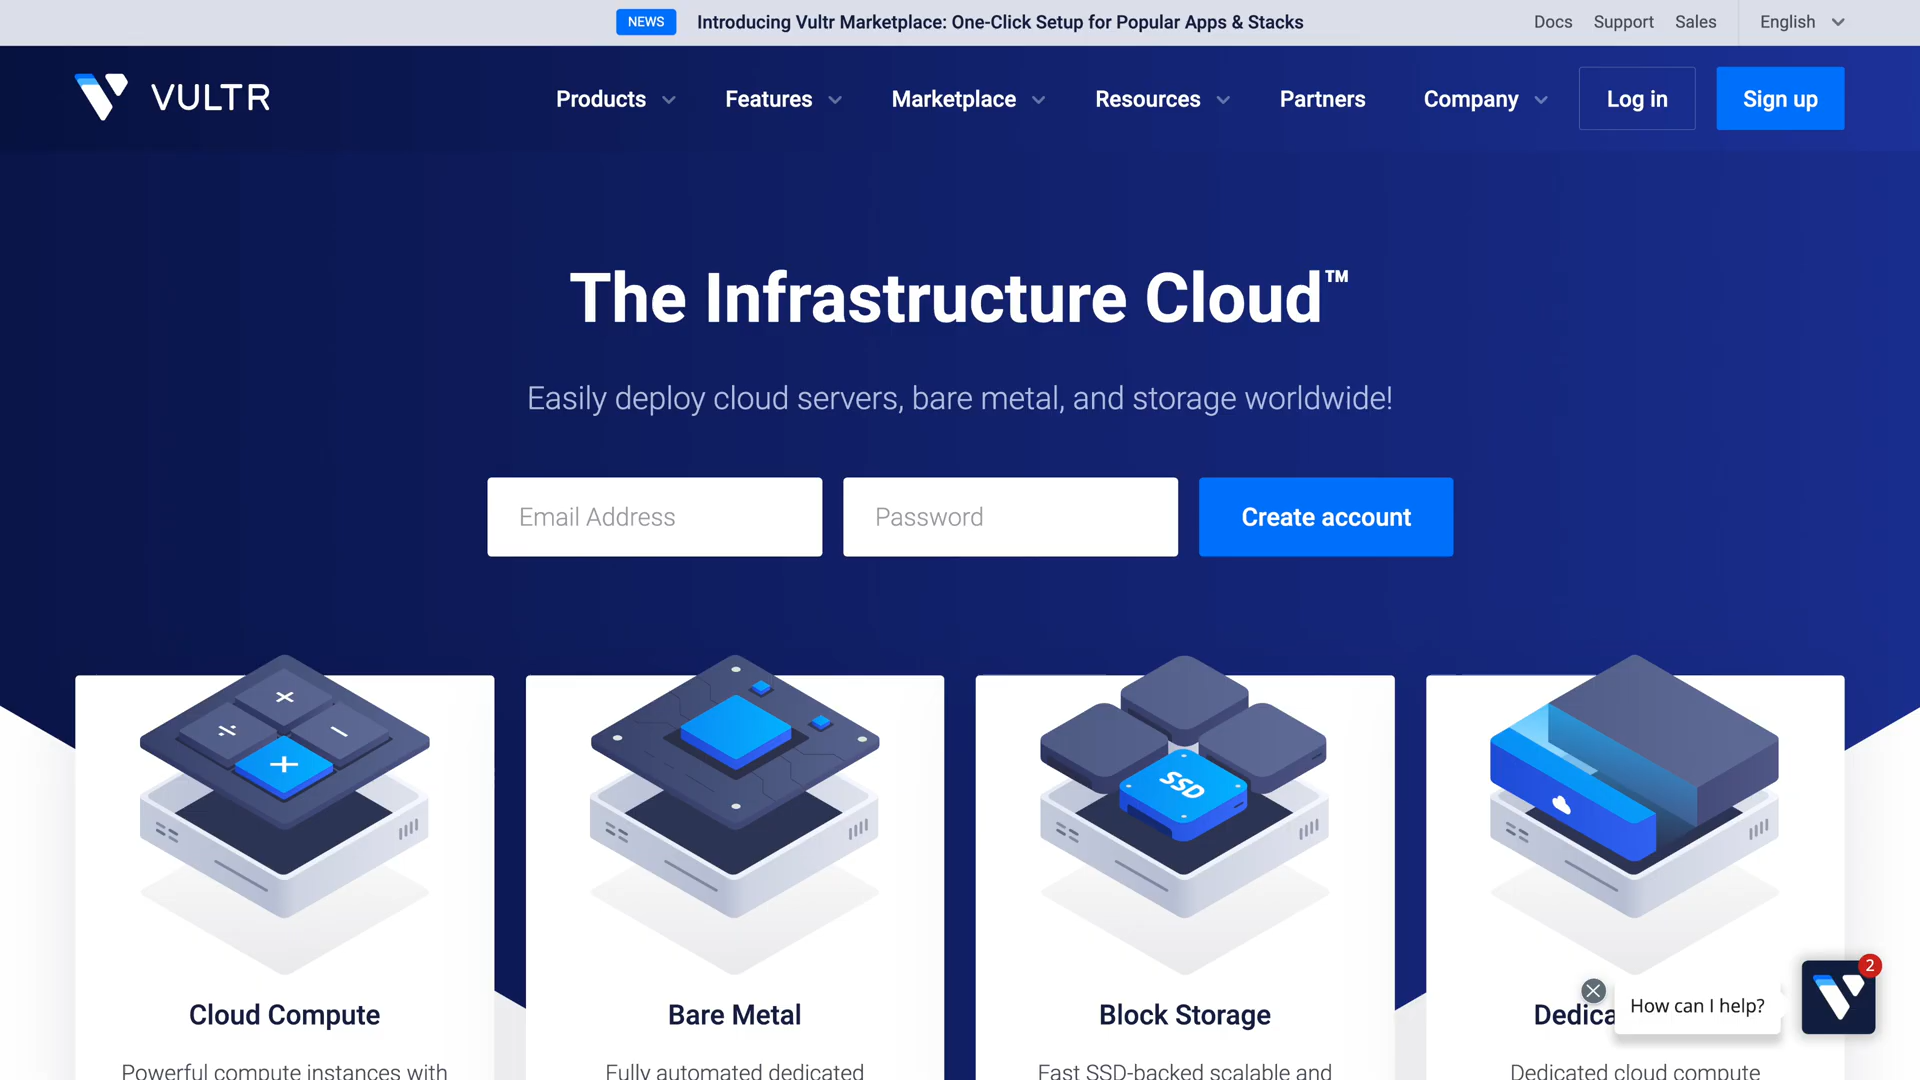 NEWS Introducing Vultr Marketplace: One-Click Setup for Popular Apps & Stacks Docs Support Sales English
VULTR Products Features Marketplace Resources Partners Company Log in Sign up
The Infrastructure Cloud™
Easily deploy cloud servers, bare metal, and storage worldwide!
Email Address Password Create account
SSD
Cloud Compute Bare Metal Block Storage
How can I help?
2
Powerful compute instances with Fully automated dedicated Fast SSD-backed scalable and Dedicated cloud compute